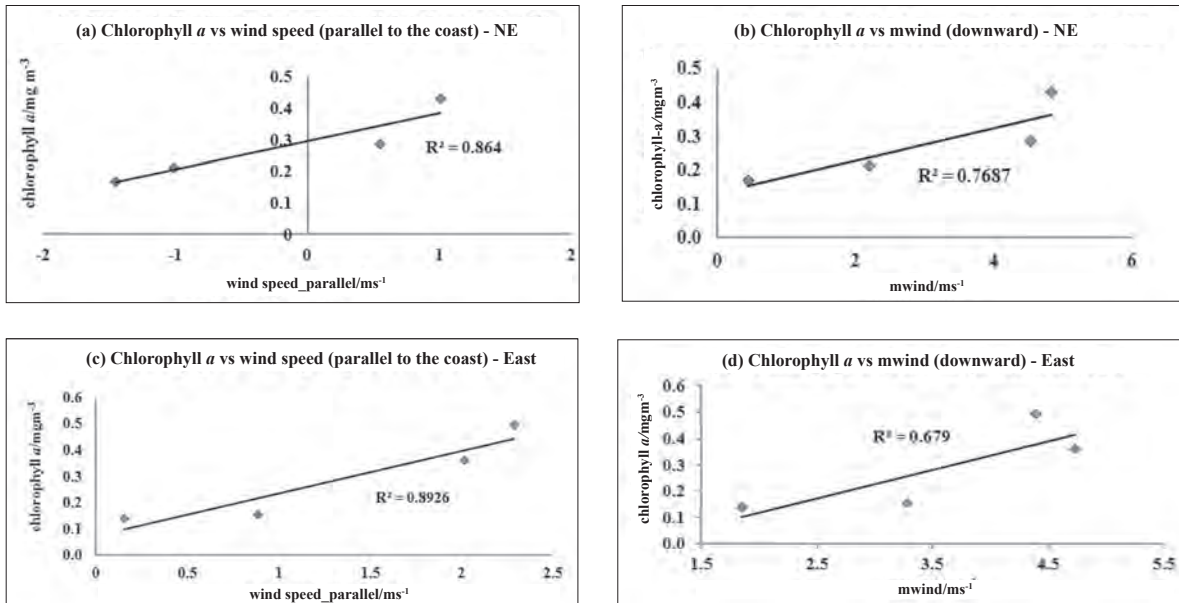 (a) Chlorophyll a vs wind speed (parallel to the coast) - NE
chlorophyll a/mg m-3
0.5
0.4
0.3
0.2
0.1
0
R² = 0.864
-2
-1
0
1
2
wind speed_parallel/ms-1
(b) Chlorophyll a vs mwind (downward) - NE
chlorophyll-a/mgm-3
0.5
0.4
0.3
0.2
0.1
0.0
R² = 0.7687
0
2
4
6
mwind/ms-1
(c) Chlorophyll a vs wind speed (parallel to the coast) - East
chlorophyll a/mgm-3
0.6
0.5
0.4
0.3
0.2
0.1
0.0
R² = 0.8926
0
0.5
1
1.5
2
2.5
wind speed_parallel/ms-1
(d) Chlorophyll a vs mwind (downward) - East
chlorophyll a/mgm-3
0.6
0.5
0.4
0.3
0.2
0.1
0.0
R² = 0.679
1.5
2.5
3.5
4.5
5.5
mwind/ms-1